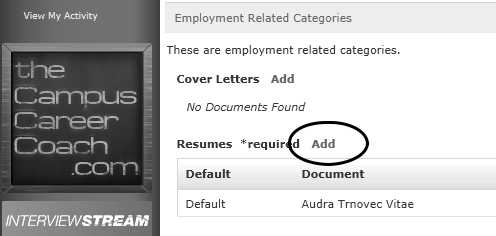 View My Activity
the
Campus
Career
Coach
.com
INTERVIEWSTREAM
Employment Related Categories
These are employment related categories.
Cover Letters Add
No Documents Found
Resumes *required Add
Default Document
Default Audra Trnovec Vitae